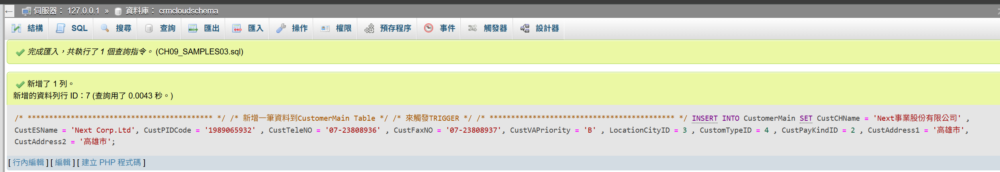 ← 伺服器： 127.0.0.1 » 資料庫： crmcloudschema
結構 SQL 搜尋 查詢 匯出 匯入 操作 權限 預存程序 事件 觸發器 設計器
完成匯入，共執行了 1 個查詢指令。 (CH09_SAMPLES03.sql)
新增了 1 列。
新增的資料列行 ID：7 (查詢用了 0.0043 秒。)
/* ******************************************* */ /* 新增一筆資料到CustomerMain Table */ /* 來觸發TRIGGER */ /* ******************************************* */ INSERT INTO CustomerMain SET CustCHName = 'Next事業股份有限公司' ,
CustESName = 'Next Corp.Ltd', CustPIDCode = '1989065932' , CustTeleNO = '07-23808936' , CustFaxNO = '07-23808937', CustVAPriority = 'B' , LocationCityID = 3 , CustomTypeID = 4 , CustPayKindID = 2 , CustAddress1 = '高雄市',
CustAddress2 = '高雄市';
[ 行內編輯 ] [ 編輯 ] [ 建立 PHP 程式碼 ]